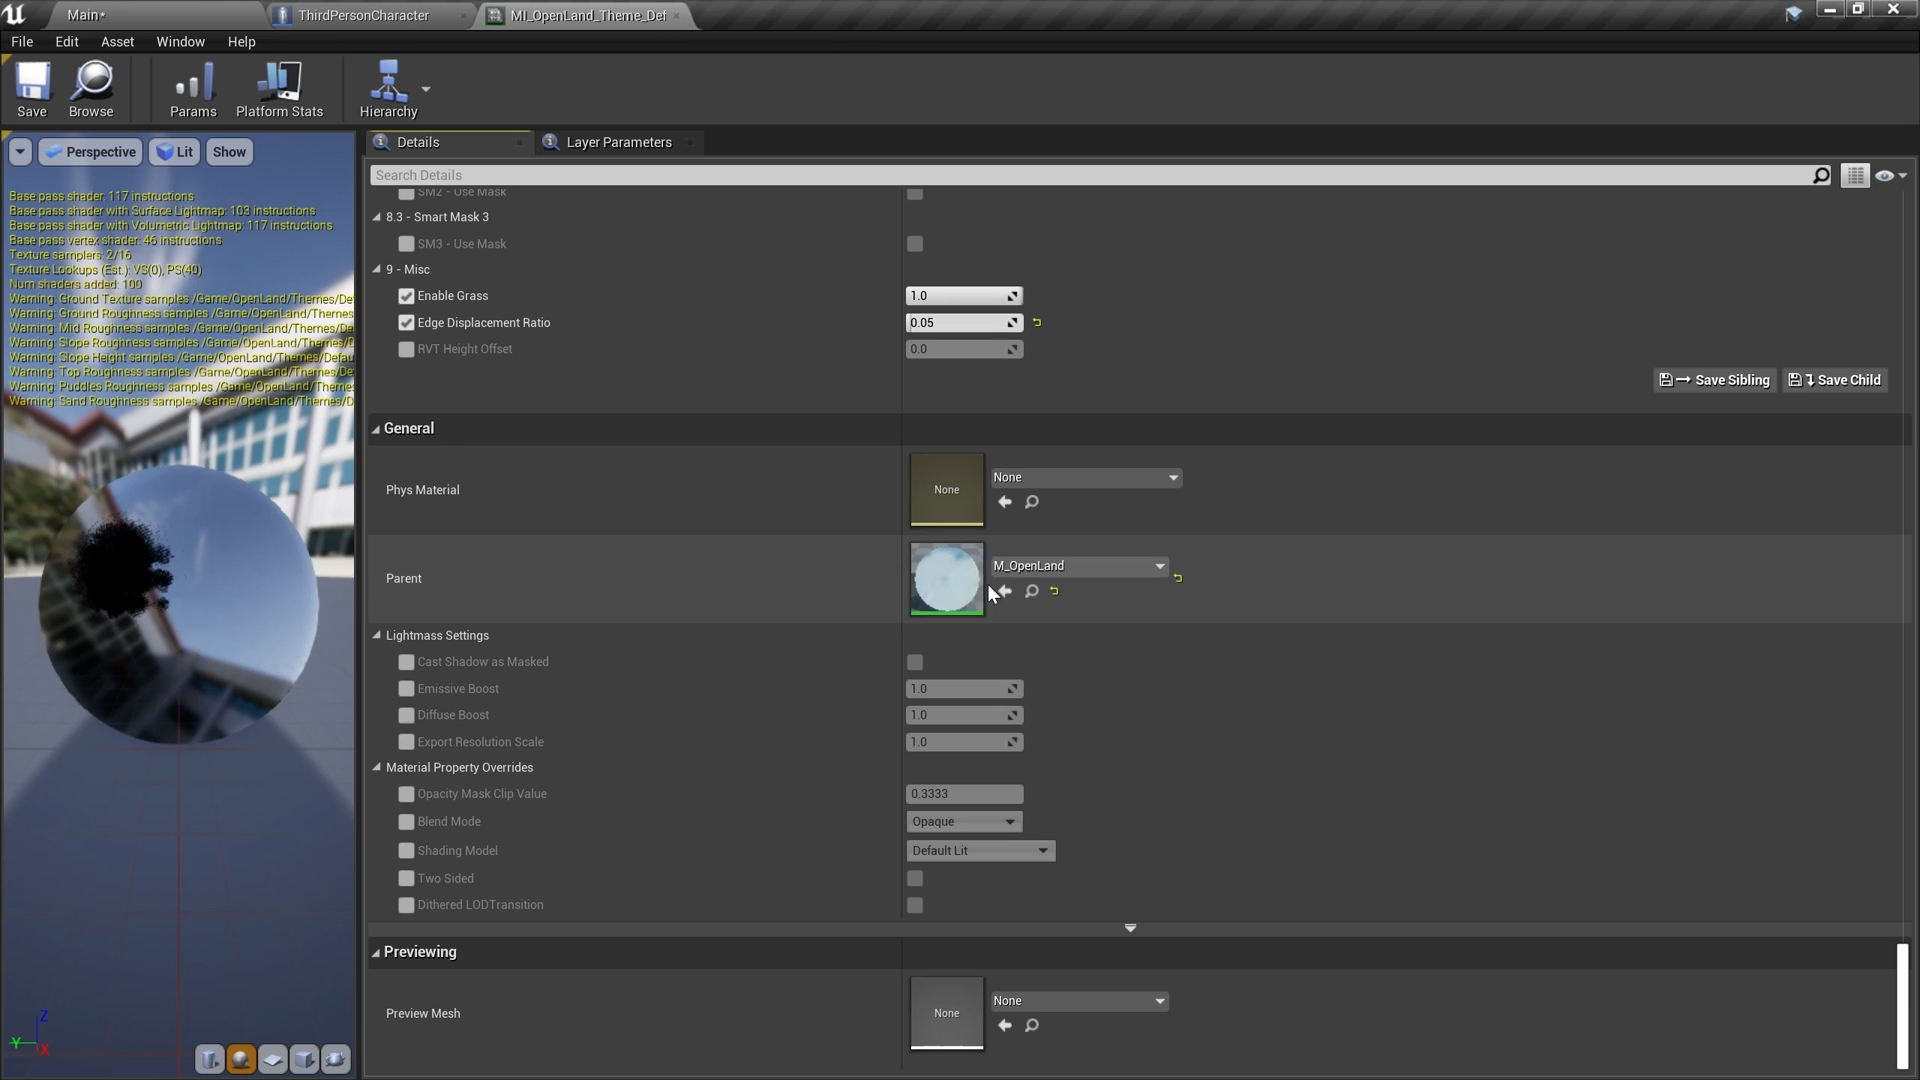 Main*
ThirdPersonCharacter
MI_OpenLand_Theme_Def
File Edit Asset Window Help
Save
Browse
Params
Platform Stats
Hierarchy
Perspective
Lit
Show
Base pass shader: 117 instructions
Base pass shader with Surface Lightmap: 103 instructions
Base pass shader with Volumetric Lightmap: 117 instructions
Base pass vertex shader: 46 instructions
Texture samplers: 2/16
Texture Lookups (Est.): VS(0), PS(40)
Num shaders added: 100
Warning: Ground Texture samples /Game/OpenLand/Themes/De
Warning: Ground Roughness samples /Game/OpenLand/Themes
Warning: Mid Roughness samples /Game/OpenLand/Themes/De
Warning: Slope Roughness samples /Game/OpenLand/Themes/D
Warning: Slope Height samples /Game/OpenLand/Themes/Defau
Warning: Top Roughness samples /Game/OpenLand/Themes/De
Warning: Puddles Roughness samples /Game/OpenLand/Themes
Warning: Sand Roughness samples /Game/OpenLand/Themes/D
Z
Y
X
Details
Layer Parameters
Search Details
SM2 - Use Mask
8.3 - Smart Mask 3
SM3 - Use Mask
9 - Misc
Enable Grass 1.0
Edge Displacement Ratio 0.05
RVT Height Offset 0.0
Save Sibling
Save Child
General
Phys Material None None
Parent M_OpenLand
Lightmass Settings
Cast Shadow as Masked
Emissive Boost 1.0
Diffuse Boost 1.0
Export Resolution Scale 1.0
Material Property Overrides
Opacity Mask Clip Value 0.3333
Blend Mode Opaque
Shading Model Default Lit
Two Sided
Dithered LODTransition
Previewing
Preview Mesh None None